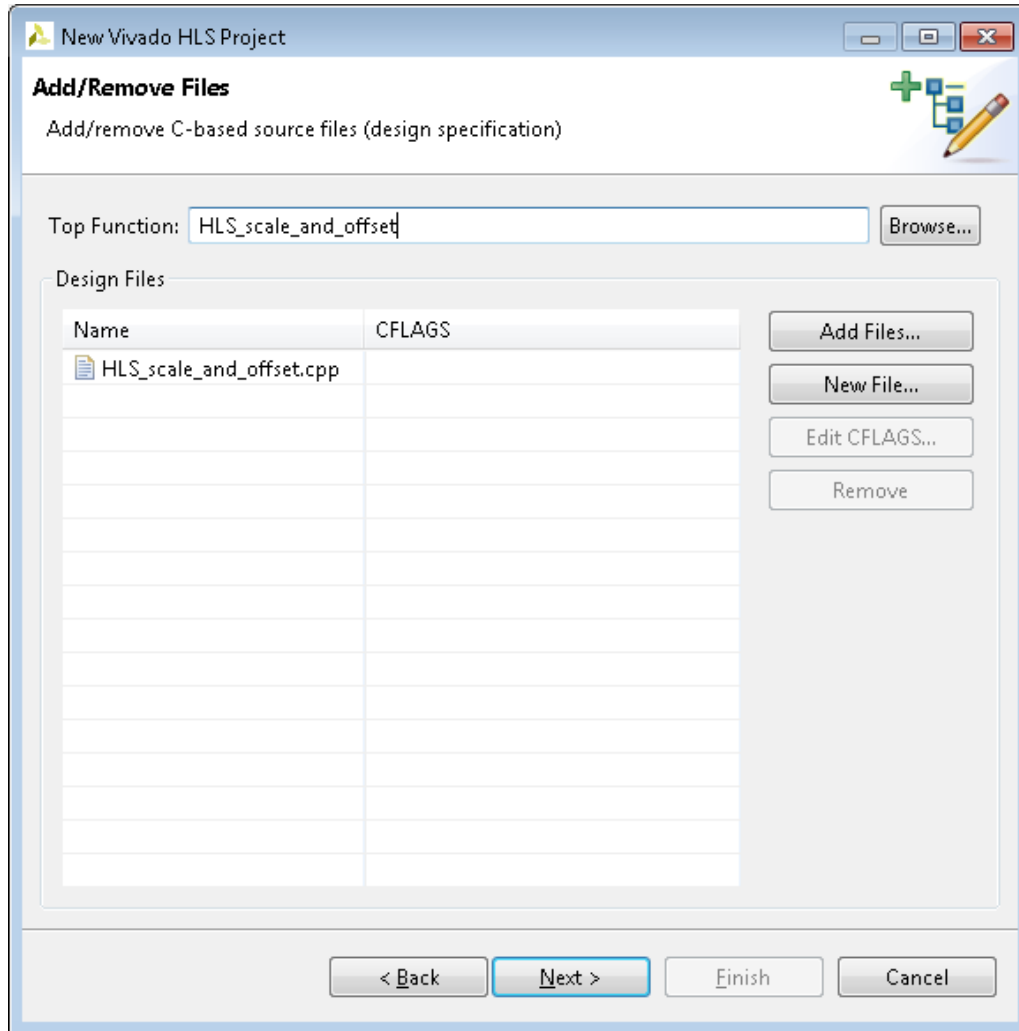 New Vivado HLS Project
Add/Remove Files
Add/remove C-based source files (design specification)
Top Function: HLS_scale_and_offset Browse...
Design Files
Name CFLAGS
HLS_scale_and_offset.cpp
Add Files...
New File...
Edit CFLAGS...
Remove
< Back Next > Finish Cancel